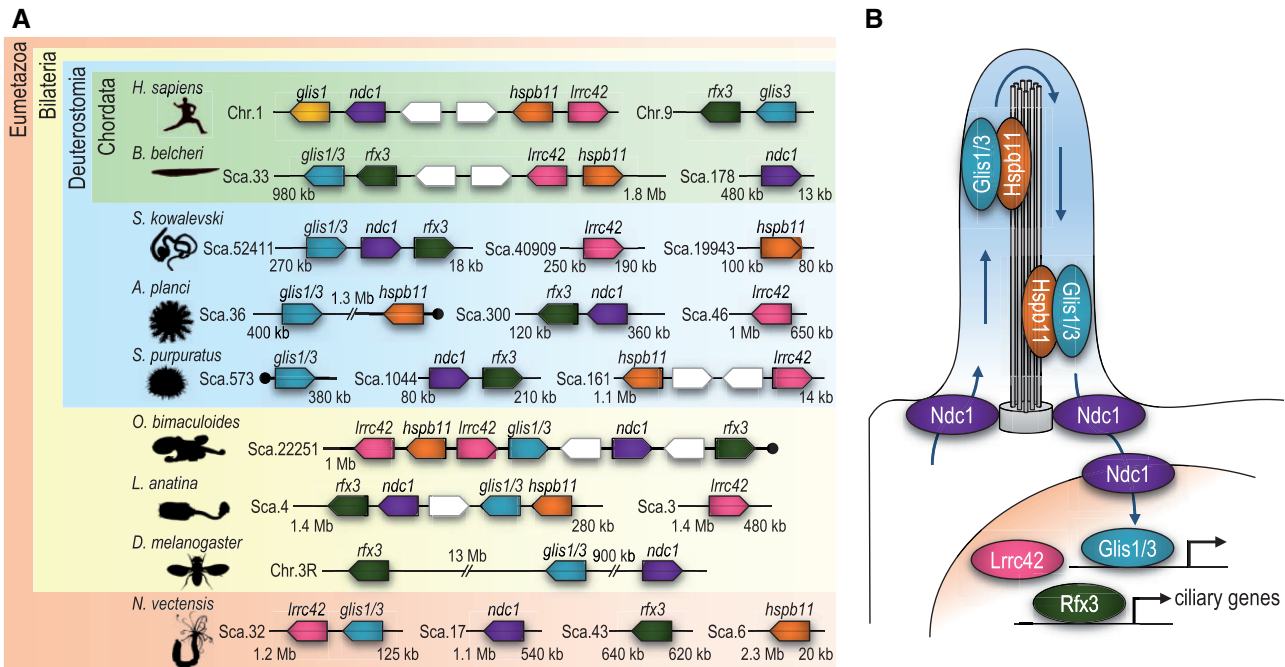 A
Eumetazoa
Bilateria
Deuterostomia
Chordata
H. sapiens
glis1 ndc1 hspb11 lrrc42 rfx3 glis3
Chr.1 Chr.9
B. belcheri
glis1/3 rfx3 lrrc42 hspb11 ndc1
Sca.33 Sca.178
980 kb 1.8 Mb 480 kb 13 kb
S. kowalevski
glis1/3 ndc1 rfx3 lrrc42 hspb11
Sca.52411 Sca.40909 Sca.19943
270 kb 18 kb 250 kb 190 kb 100 kb 80 kb
A. planci
glis1/3 1.3 Mb hspb11 rfx3 ndc1 lrrc42
Sca.36 // Sca.300 Sca.46
400 kb 120 kb 360 kb 1 Mb 650 kb
S. purpuratus
glis1/3 ndc1 rfx3 hspb11 lrrc42
Sca.573 Sca.1044 Sca.161
380 kb 80 kb 210 kb 1.1 Mb 14 kb
O. bimaculoides
lrrc42 hspb11 lrrc42 glis1/3 ndc1 rfx3
Sca.22251
1 Mb
L. anatina
rfx3 ndc1 glis1/3 hspb11 lrrc42
Sca.4 Sca.3
1.4 Mb 280 kb 1.4 Mb 480 kb
D. melanogaster
rfx3 13 Mb glis1/3 900 kb ndc1
Chr.3R // //
N. vectensis
lrrc42 glis1/3 ndc1 rfx3 hspb11
Sca.32 Sca.17 Sca.43 Sca.6
1.2 Mb 125 kb 1.1 Mb 540 kb 640 kb 620 kb 2.3 Mb 20 kb
B
Glis1/3
Hspb11
Hspb11
Glis1/3
Ndc1 Ndc1
Ndc1
Glis1/3
Lrrc42
Rfx3 ciliary genes